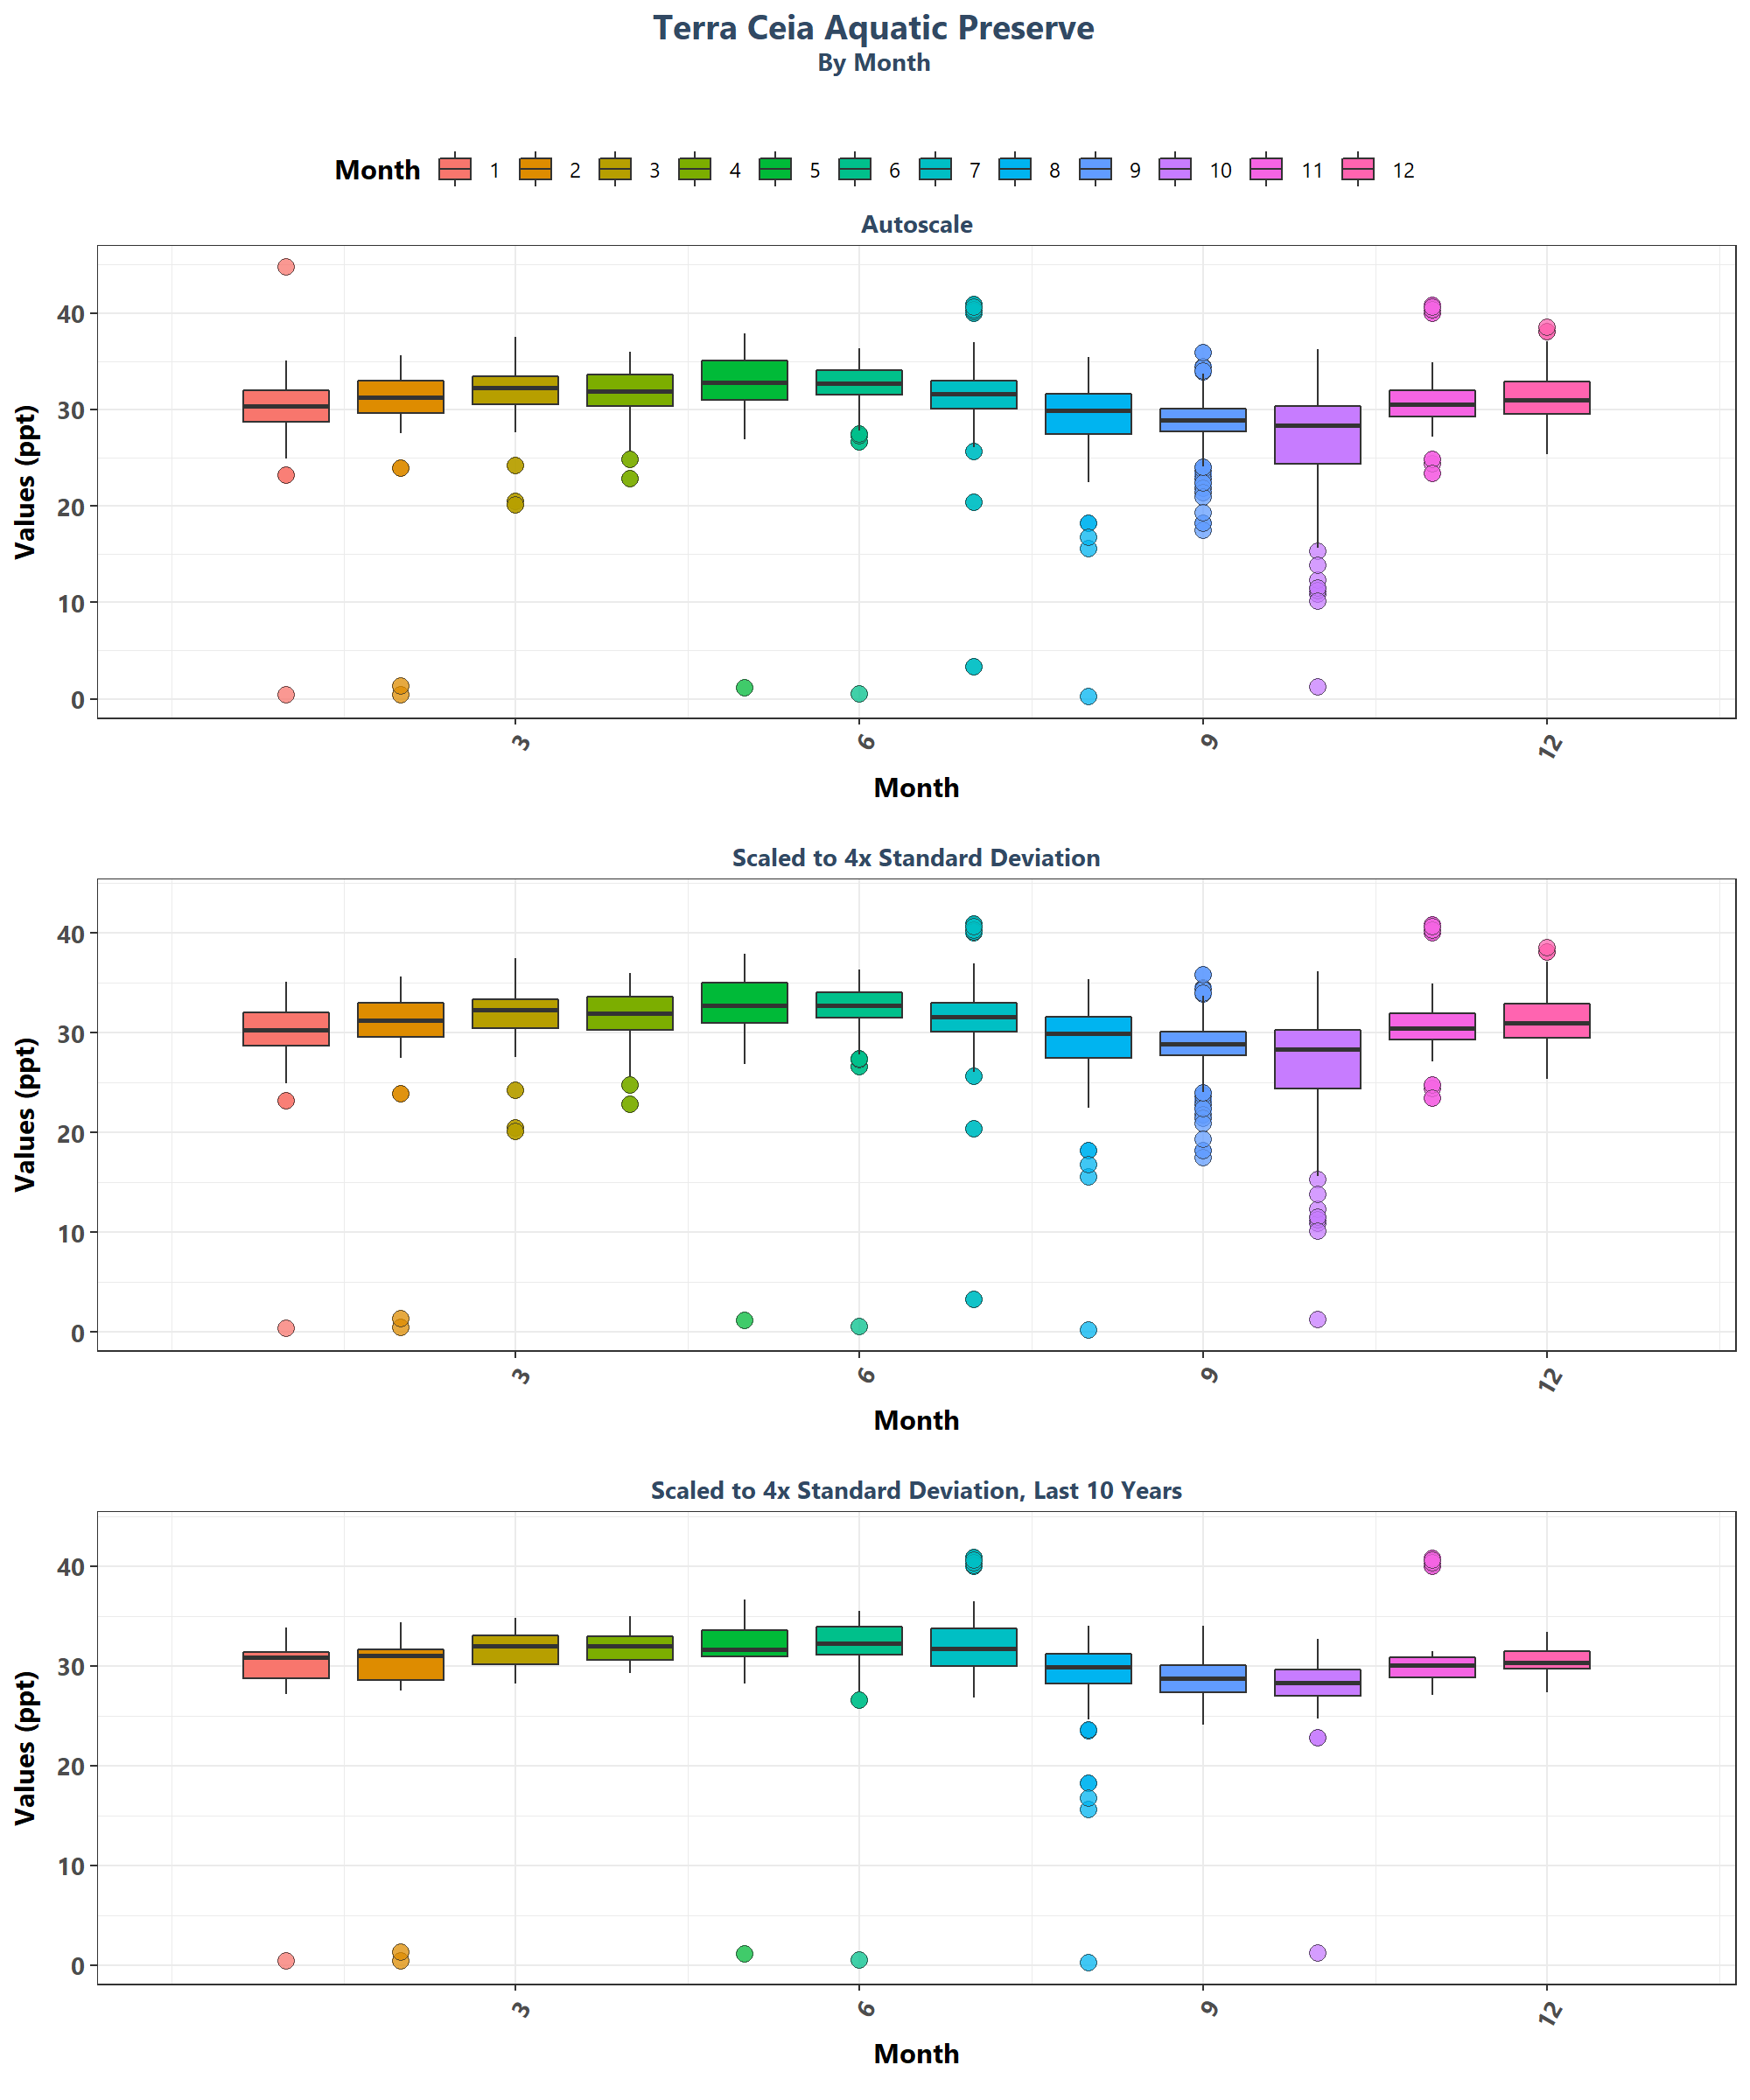 Terra Ceia Aquatic Preserve
By Month
Month 1 2 3 4 5 6 7 8 9 10 11 12
Autoscale
Values (ppt)
40
30
20
10
0
3 6 9 12
Month
Scaled to 4x Standard Deviation
Values (ppt)
40
30
20
10
0
3 6 9 12
Month
Scaled to 4x Standard Deviation, Last 10 Years
Values (ppt)
40
30
20
10
0
3 6 9 12
Month